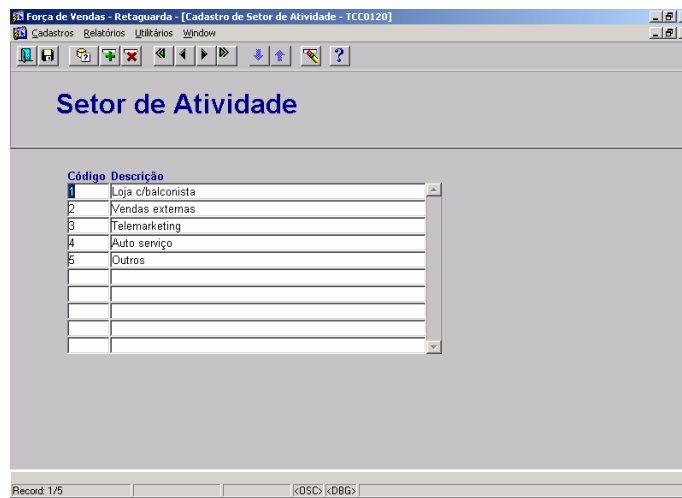 Força de Vendas - Retaguarda - [Cadastro de Setor de Atividade - TCC0120]
Cadastros Relatórios Utilitários Window
Setor de Atividade
Código Descrição
1 Loja c/balconista
2 Vendas externas
3 Telemarketing
4 Auto serviço
5 Outros
Record: 1/5 <OSC> <DBG>